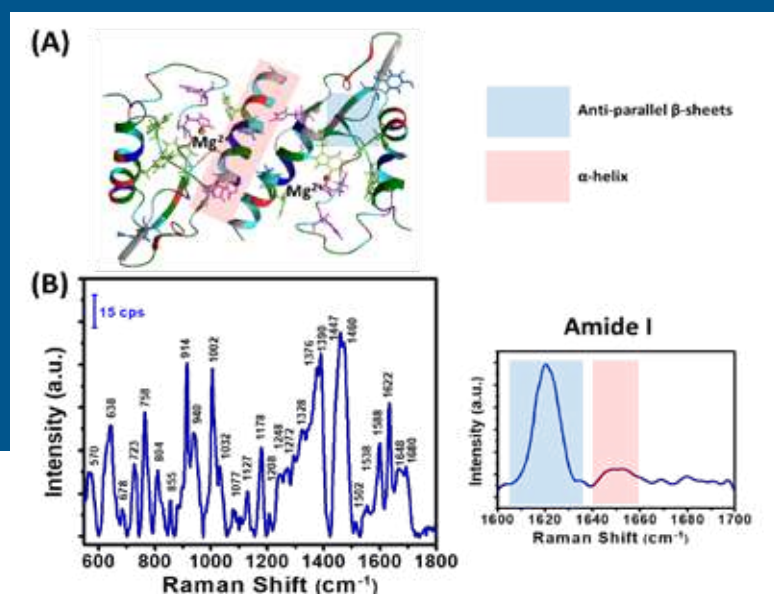 (A)
Mg2+
Mg2+
Anti-parallel β-sheets
α-helix
(B)
15 cps
Intensity (a.u.)
570
638
678
723
758
804
855
914
940
1002
1032
1077
1127
1178
1208
1248
1272
1328
1376
1390
1447
1460
1502
1538
1588
1622
1648
1680
600 800 1000 1200 1400 1600 1800
Raman Shift (cm⁻¹)
Amide I
Intensity (a.u.)
1600 1620 1640 1660 1680 1700
Raman Shift (cm⁻¹)